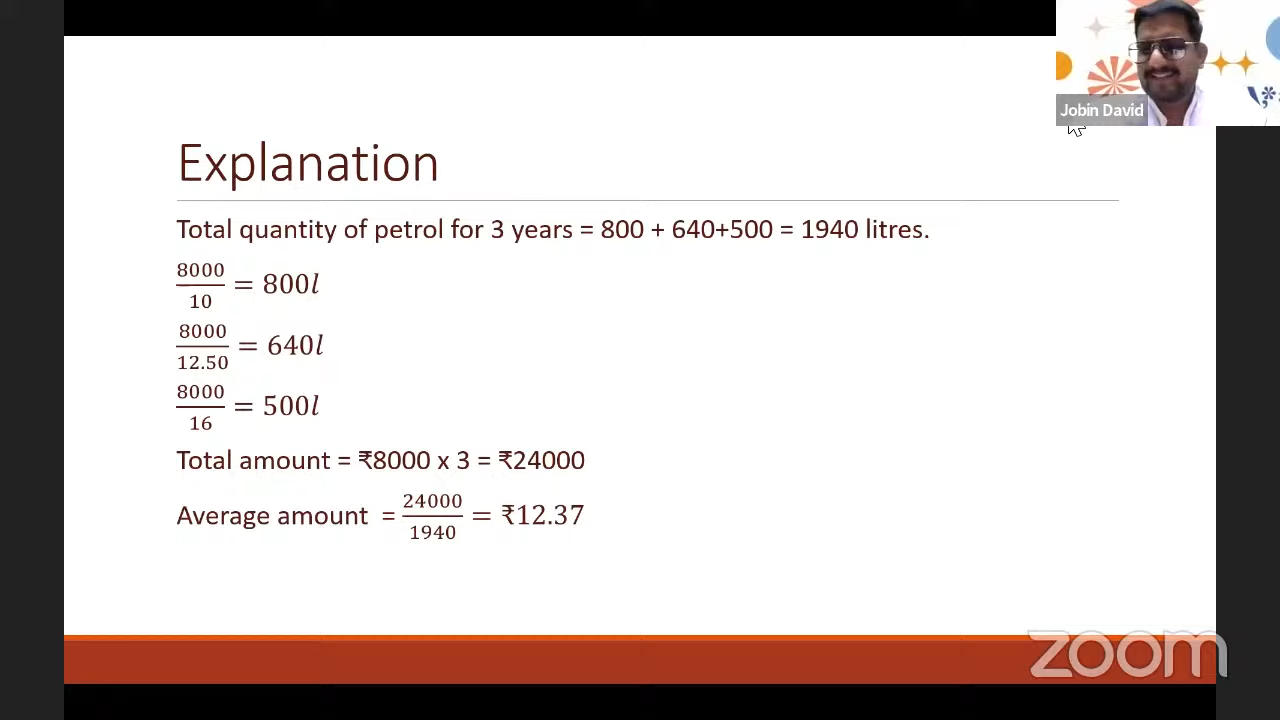 Jobin David
Explanation
Total quantity of petrol for 3 years = 800 + 640+500 = 1940 litres.
8000/10 = 800l
8000/12.50 = 640l
8000/16 = 500l
Total amount = ₹8000 x 3 = ₹24000
Average amount = 24000/1940 = ₹12.37
zoom